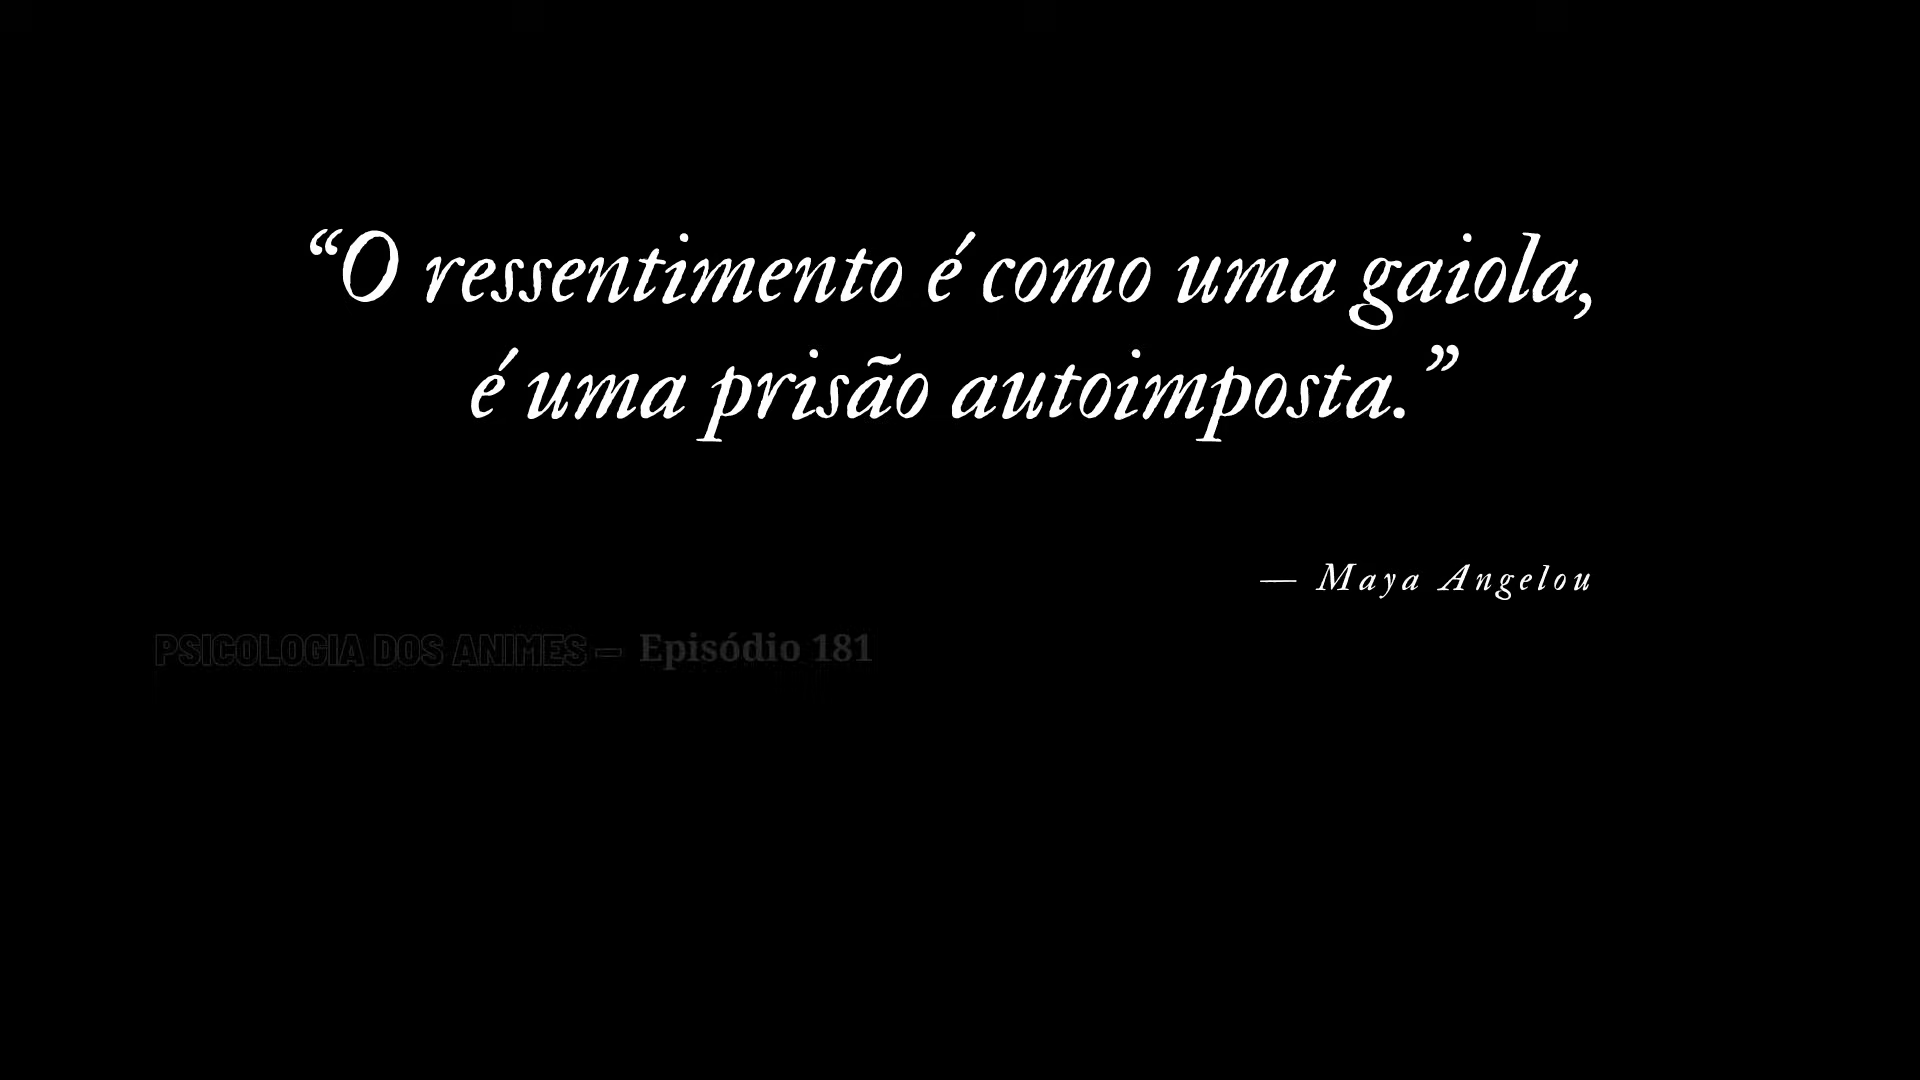 “O ressentimento é como uma gaiola,
é uma prisão autoimposta.”
— Maya Angelou
PSICOLOGIA DOS ANIMES — Episódio 181